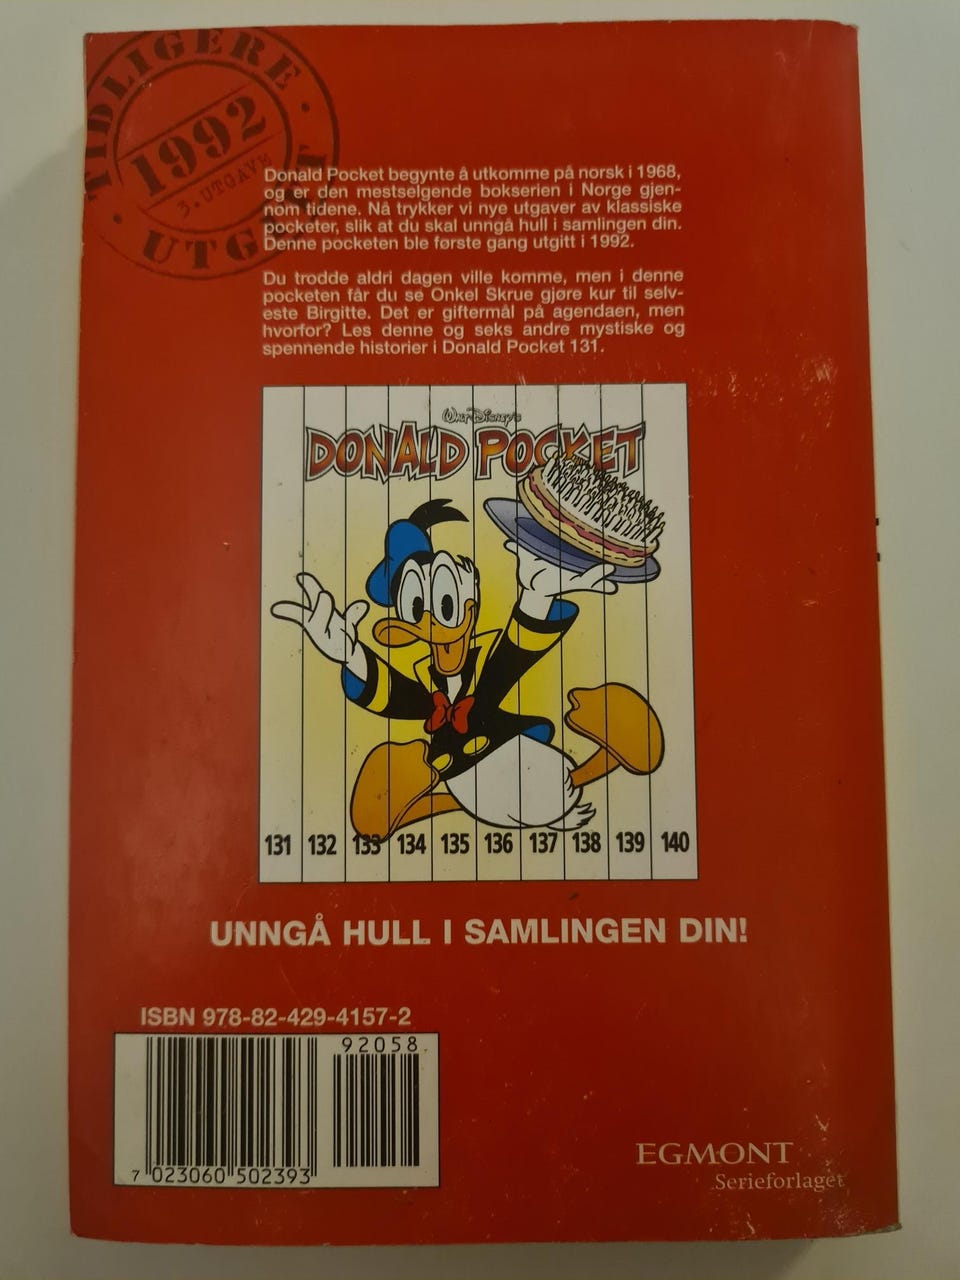 TIDLIGERE
1992
3. UTGAVE
UTGITT
Donald Pocket begynte å utkomme på norsk i 1968,
og er den mestselgende bokserien i Norge gjen-
nom tidene. Nå trykker vi nye utgaver av klassiske
pocketer, slik at du skal unngå hull i samlingen din.
Denne pocketen ble første gang utgitt i 1992.
Du trodde aldri dagen ville komme, men i denne
pocketen får du se Onkel Skrue gjøre kur til selv-
este Birgitte. Det er giftermål på agendaen, men
hvorfor? Les denne og seks andre mystiske og
spennende historier i Donald Pocket 131.
Walt Disney's
DONALD POCKET
131 132 133 134 135 136 137 138 139 140
UNNGÅ HULL I SAMLINGEN DIN!
ISBN 978-82-429-4157-2
92058
7 023060 502393
EGMONT
Serieforlaget